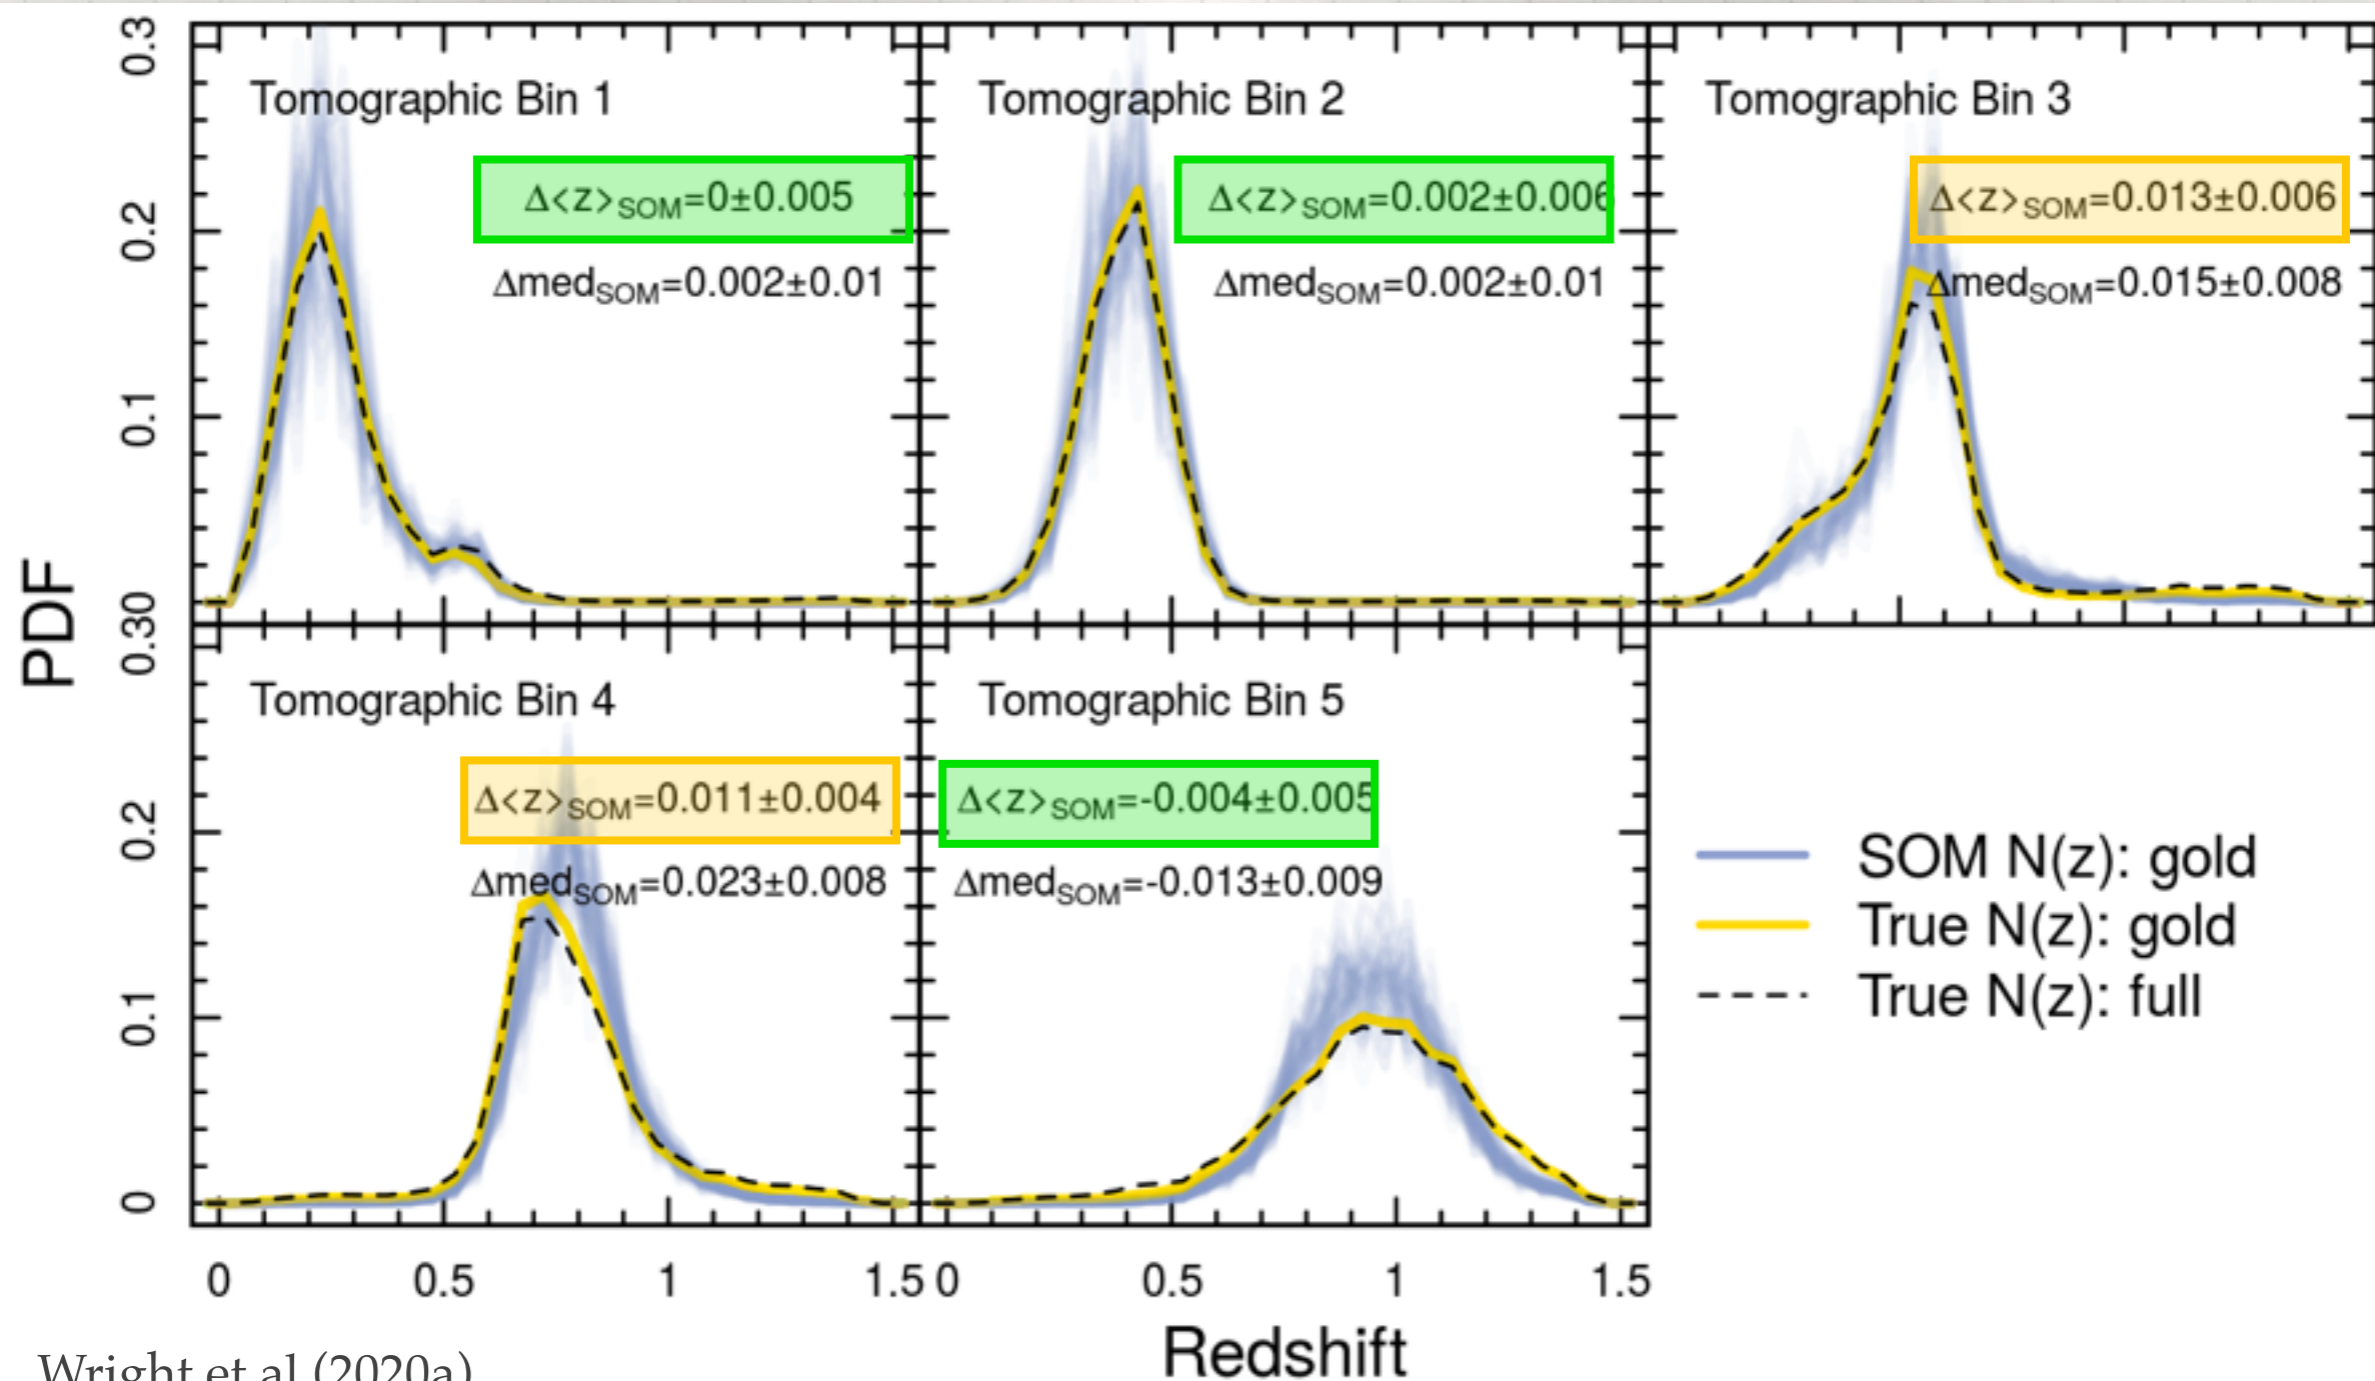 Tomographic Bin 1
Δ<z>SOM=0±0.005
ΔmedSOM=0.002±0.01
Tomographic Bin 2
Δ<z>SOM=0.002±0.006
ΔmedSOM=0.002±0.01
Tomographic Bin 3
Δ<z>SOM=0.013±0.006
ΔmedSOM=0.015±0.008
Tomographic Bin 4
Δ<z>SOM=0.011±0.004
ΔmedSOM=0.023±0.008
Tomographic Bin 5
Δ<z>SOM=-0.004±0.005
ΔmedSOM=-0.013±0.009
SOM N(z): gold
True N(z): gold
True N(z): full
PDF
0.3
0.2
0.1
0
0.3
0.2
0.1
0
0 0.5 1 1.5 0 0.5 1 1.5
Redshift
Wright et al (2020a)